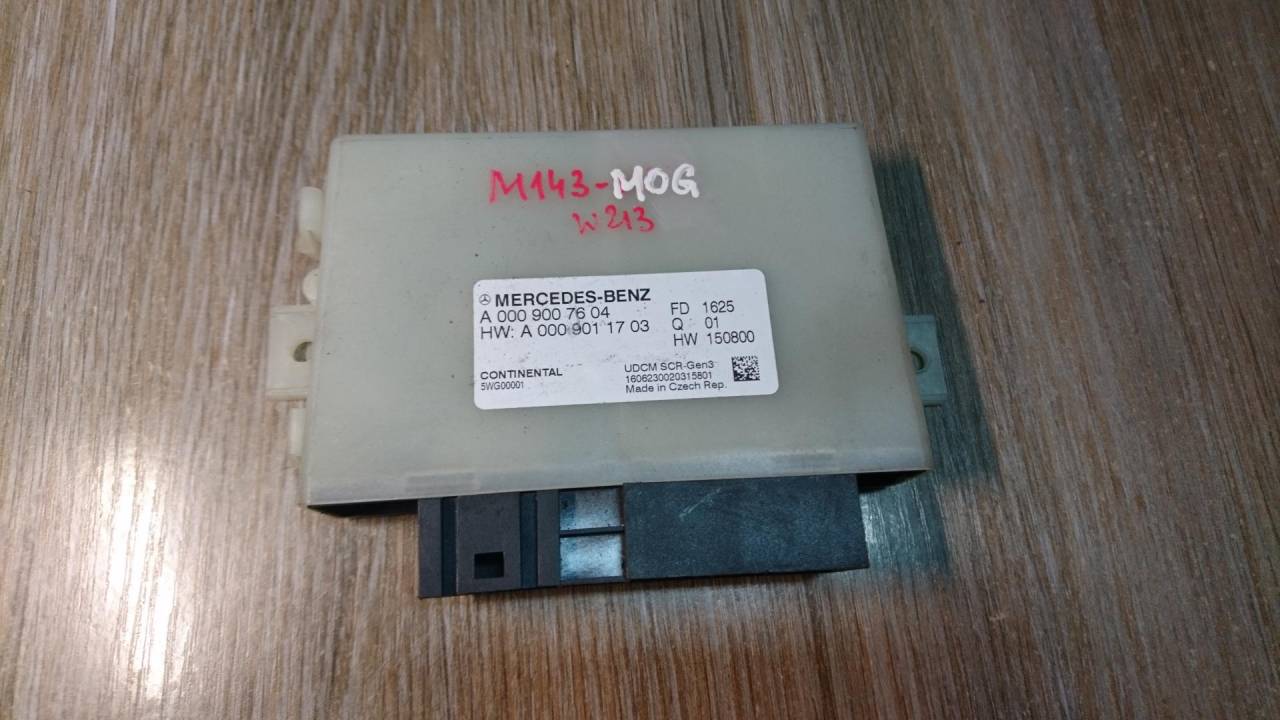 M143-MOG
W213
MERCEDES-BENZ
A 000 900 76 04
HW: A 000 901 17 03
FD 1625
Q 01
HW 150800
CONTINENTAL
5WG00001
UDCM SCR-Gen3
1606230020315801
Made in Czech Rep.